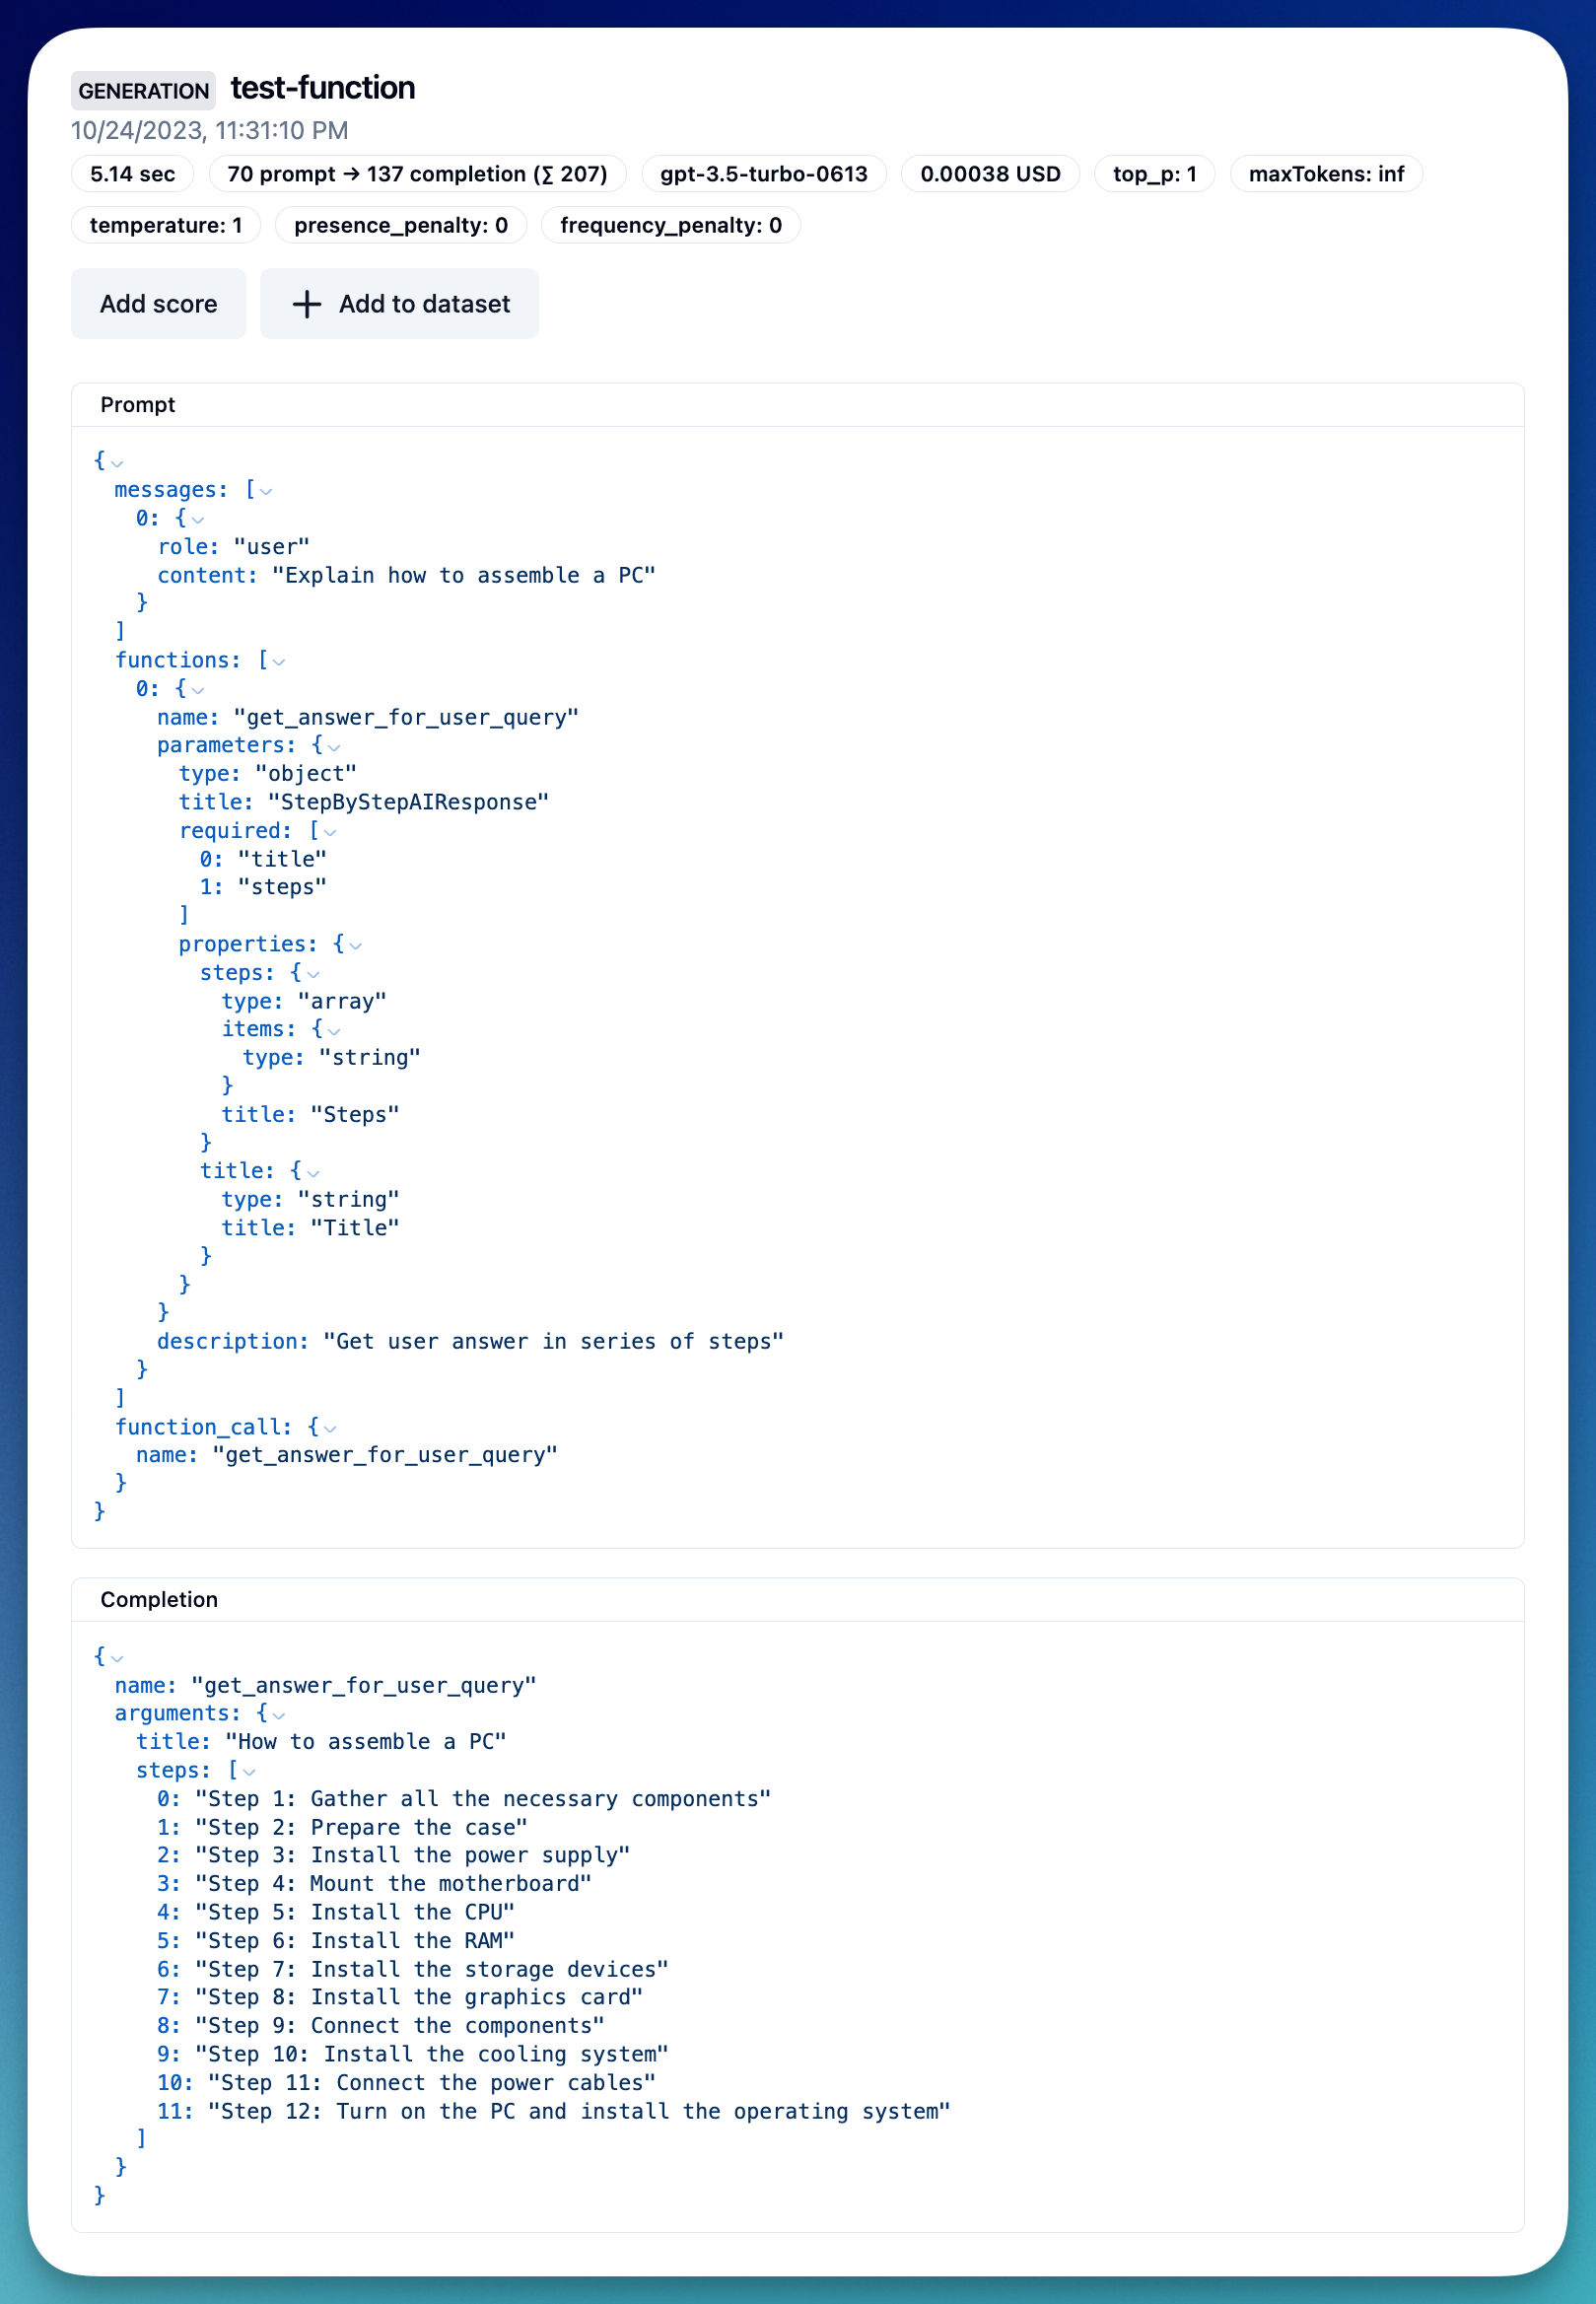 GENERATION test-function
10/24/2023, 11:31:10 PM
5.14 sec 70 prompt → 137 completion (∑ 207) gpt-3.5-turbo-0613 0.00038 USD top_p: 1 maxTokens: inf
temperature: 1 presence_penalty: 0 frequency_penalty: 0
Add score + Add to dataset
Prompt
{
messages: [
0: {
role: "user"
content: "Explain how to assemble a PC"
}
]
functions: [
0: {
name: "get_answer_for_user_query"
parameters: {
type: "object"
title: "StepByStepAIResponse"
required: [
0: "title"
1: "steps"
]
properties: {
steps: {
type: "array"
items: {
type: "string"
}
title: "Steps"
}
title: {
type: "string"
title: "Title"
}
}
}
description: "Get user answer in series of steps"
}
]
function_call: {
name: "get_answer_for_user_query"
}
}
Completion
{
name: "get_answer_for_user_query"
arguments: {
title: "How to assemble a PC"
steps: [
0: "Step 1: Gather all the necessary components"
1: "Step 2: Prepare the case"
2: "Step 3: Install the power supply"
3: "Step 4: Mount the motherboard"
4: "Step 5: Install the CPU"
5: "Step 6: Install the RAM"
6: "Step 7: Install the storage devices"
7: "Step 8: Install the graphics card"
8: "Step 9: Connect the components"
9: "Step 10: Install the cooling system"
10: "Step 11: Connect the power cables"
11: "Step 12: Turn on the PC and install the operating system"
]
}
}